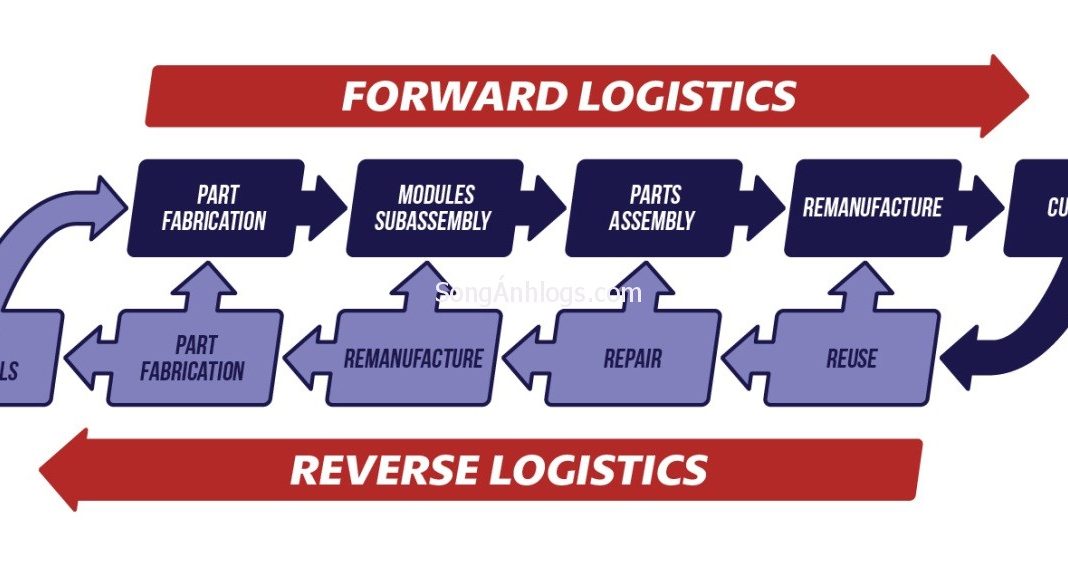 FORWARD LOGISTICS
PART
FABRICATION
MODULES
SUBASSEMBLY
PARTS
ASSEMBLY
REMANUFACTURE
CU
SongÁnhlogs.com
LS
PART
FABRICATION
REMANUFACTURE
REPAIR
REUSE
REVERSE LOGISTICS